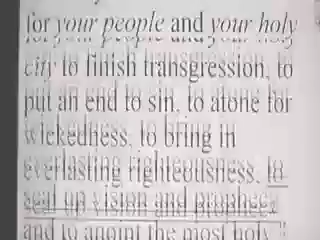 for your people and your holy
city to finish transgression, to
put an end to sin, to atone for
wickedness, to bring in
everlasting righteousness, to
seal up vision and prophecy
and to anoint the most holy."